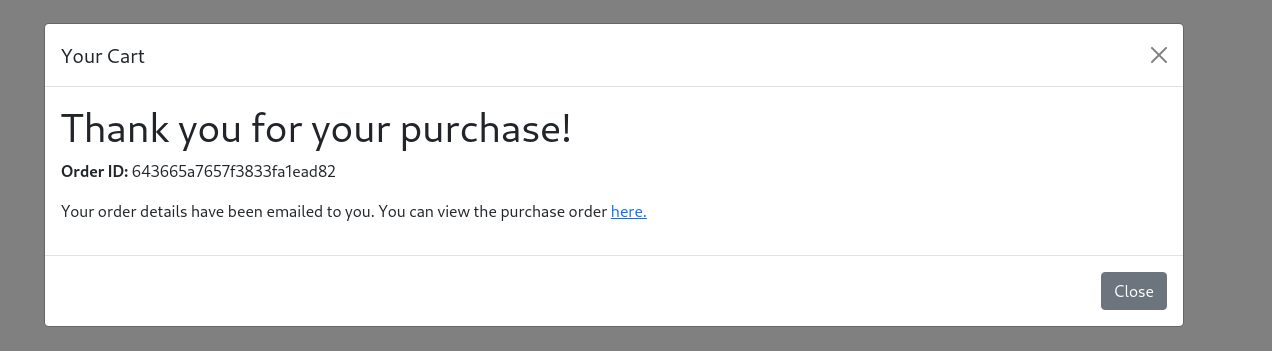 Your Cart
Thank you for your purchase!
Order ID: 643665a7657f3833fa1ead82
Your order details have been emailed to you. You can view the purchase order here.
Close